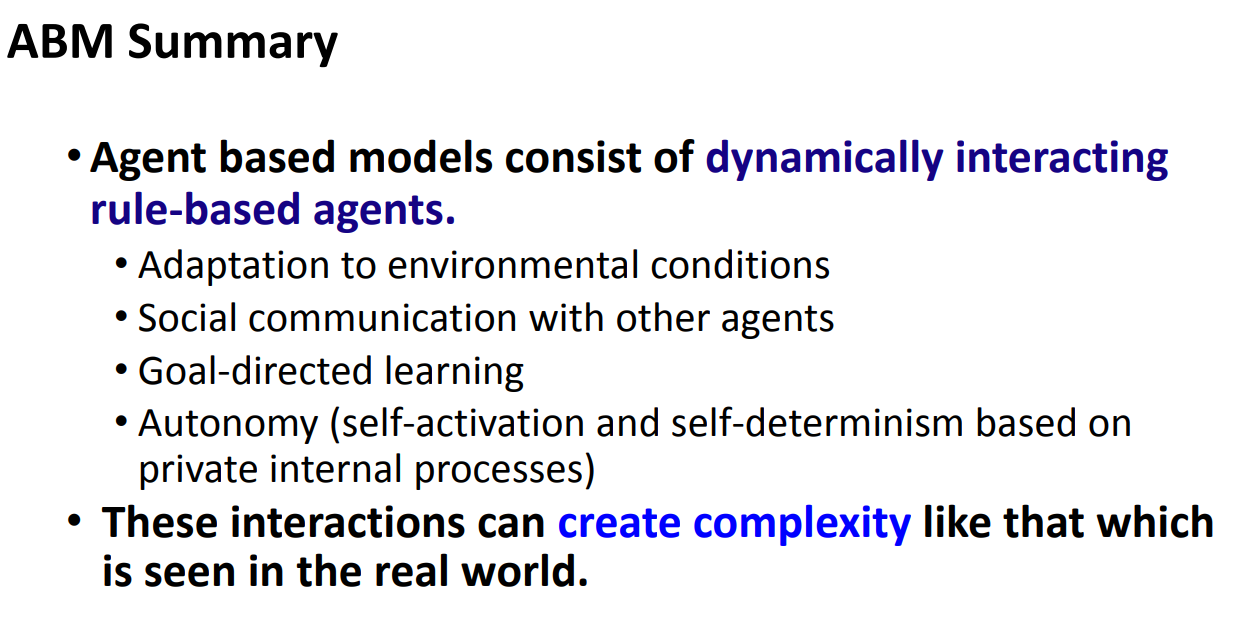 ABM Summary
• Agent based models consist of dynamically interacting
rule-based agents.
• Adaptation to environmental conditions
• Social communication with other agents
• Goal-directed learning
• Autonomy (self-activation and self-determinism based on
private internal processes)
• These interactions can create complexity like that which
is seen in the real world.